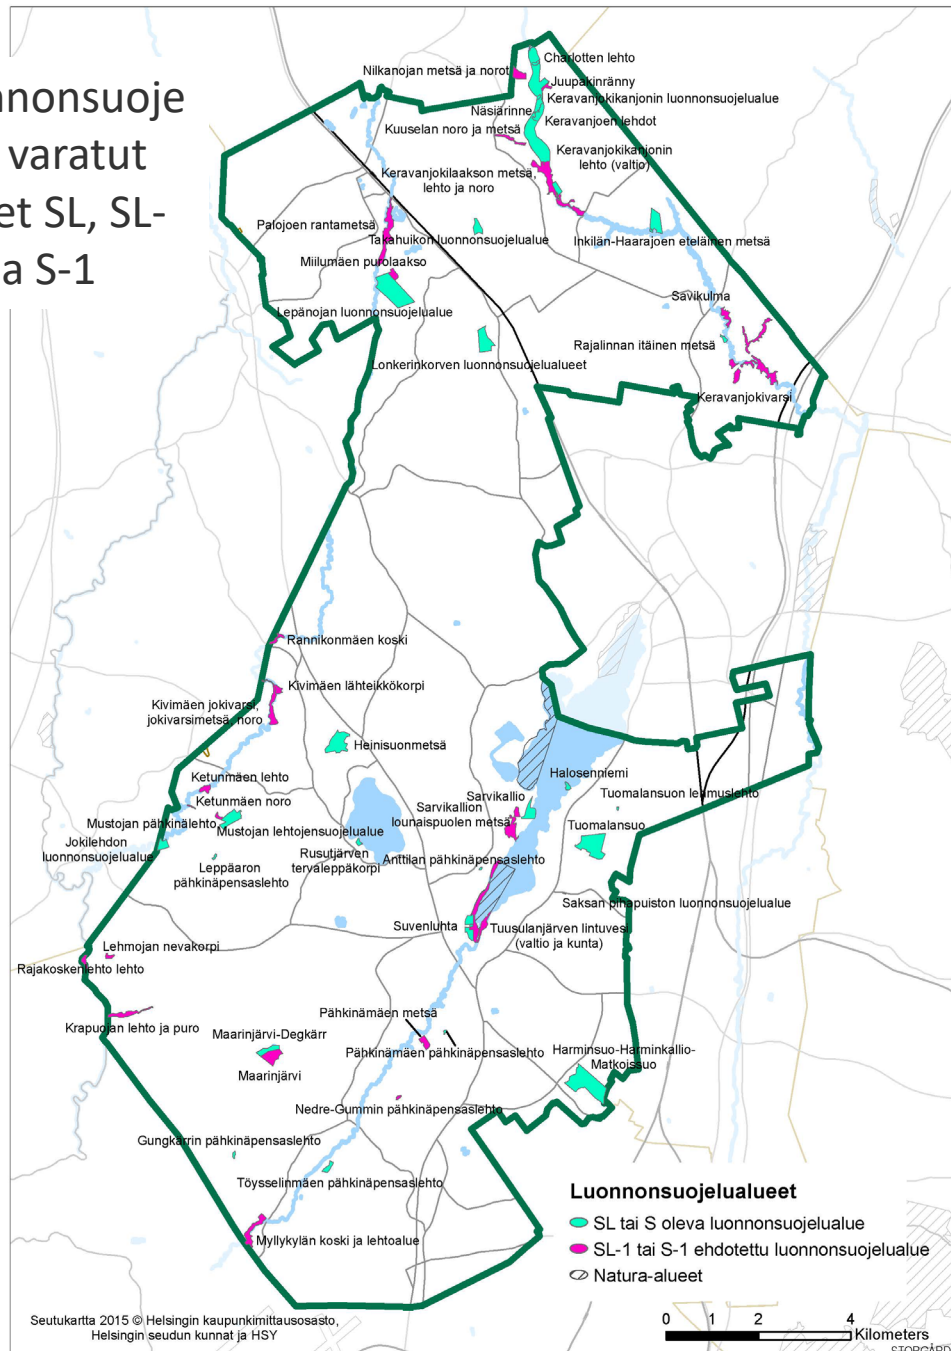 nnonsuoje
varatut
et SL, SL-
a S-1
Charlotten lehto
Nilkanojan metsä ja norot
Juupakinränny
Keravanjokikanjonin luonnonsuojelualue
Näsiärinne
Keravanjoen lehdot
Kuuselan noro ja metsä
Keravanjokikanjonin
lehto (valtio)
Keravanjokilaakson metsä,
lehto ja noro
Palojoen rantametsä
Takahuikon luonnonsuojelualue
Inkilän-Haarajoen eteläinen metsä
Miilumäen purolaakso
Savikulma
Lepänojan luonnonsuojelualue
Rajalinnan itäinen metsä
Lonkerinkorven luonnonsuojelualueet
Keravanjokivarsi
Rannikonmäen koski
Kivimäen lähteikkökorpi
Kivimäen jokivarsi,
jokivarsimetsä, noro
Heinisuonmetsä
Ketunmäen lehto
Halosenniemi
Sarvikallio
Tuomalansuon lehmuslehto
Ketunmäen noro
Sarvikallion
lounaispuolen metsä
Mustojan pähkinälehto
Mustojan lehtojensuojelualue
Tuomalansuo
Jokilehdon
luonnonsuojelualue
Rusutjärven
tervaleppäkorpi
Anttilan pähkinäpensaslehto
Leppäaron
pähkinäpensaslehto
Saksan pihapuiston luonnonsuojelualue
Suvenluhta
Tuusulanjärven lintuvesi
(valtio ja kunta)
Lehmojan nevakorpi
Rajakoskenlehto lehto
Pähkinämäen metsä
Krapuojan lehto ja puro
Maarinjärvi-Degkärr
Pähkinämäen pähkinäpensaslehto
Harminsuo-Harminkallio-
Matkoissuo
Maarinjärvi
Nedre-Gummin pähkinäpensaslehto
Gungkärrin pähkinäpensaslehto
Töysselinmäen pähkinäpensaslehto
Myllykylän koski ja lehtoalue
Luonnonsuojelualueet
SL tai S oleva luonnonsuojelualue
SL-1 tai S-1 ehdotettu luonnonsuojelualue
Natura-alueet
Seutukartta 2015 © Helsingin kaupunkimittausosasto,
Helsingin seudun kunnat ja HSY
0 1 2 4
Kilometers